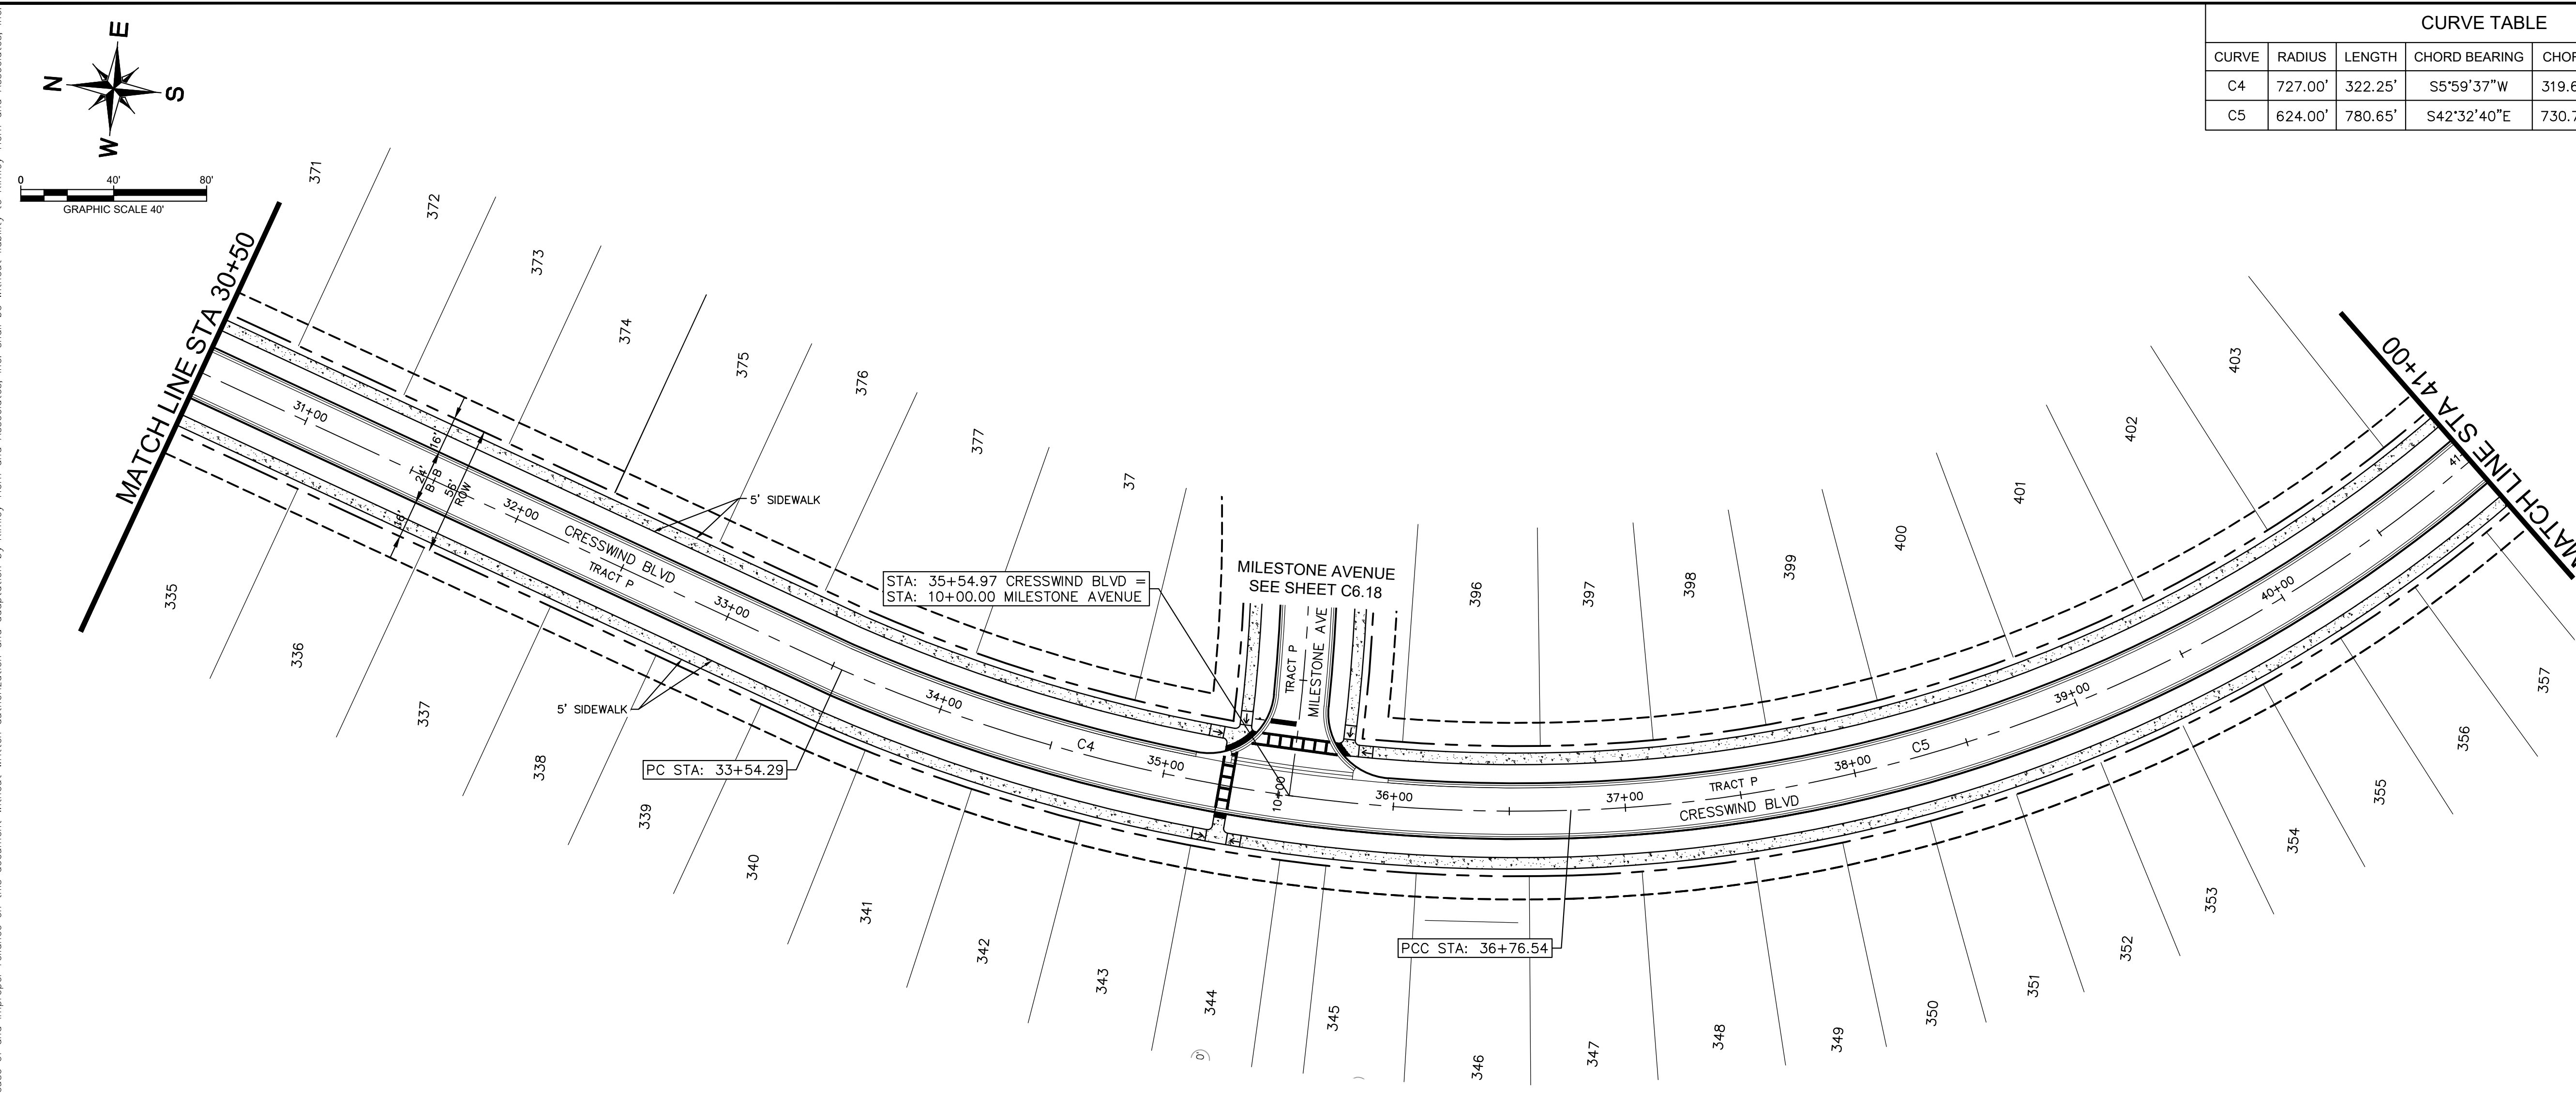 CURVE TABLE
CURVE RADIUS LENGTH CHORD BEARING
C4 727.00' 322.25' S5°59'37"W
C5 624.00' 780.65' S42°32'40"E
N
E
S
W
0 40' 80'
GRAPHIC SCALE 40'
MATCH LINE STA 30+50
MATCH LINE STA 41+00
371
372
373
374
375
376
377
37
396
397
398
399
400
401
402
403
31+00
32+00
33+00
34+00
35+00
36+00
37+00
38+00
39+00
40+00
41
16'
24'
B-B
56'
ROW
16'
5' SIDEWALK
CRESSWIND BLVD
TRACT P
5' SIDEWALK
STA: 35+54.97 CRESSWIND BLVD =
STA: 10+00.00 MILESTONE AVENUE
MILESTONE AVENUE
SEE SHEET C6.18
TRACT P
MILESTONE AVE
10+00
C4
C5
TRACT P
CRESSWIND BLVD
PC STA: 33+54.29
PCC STA: 36+76.54
335
336
337
338
339
340
341
342
343
344
345
346
347
348
349
350
351
352
353
354
355
356
357
0'